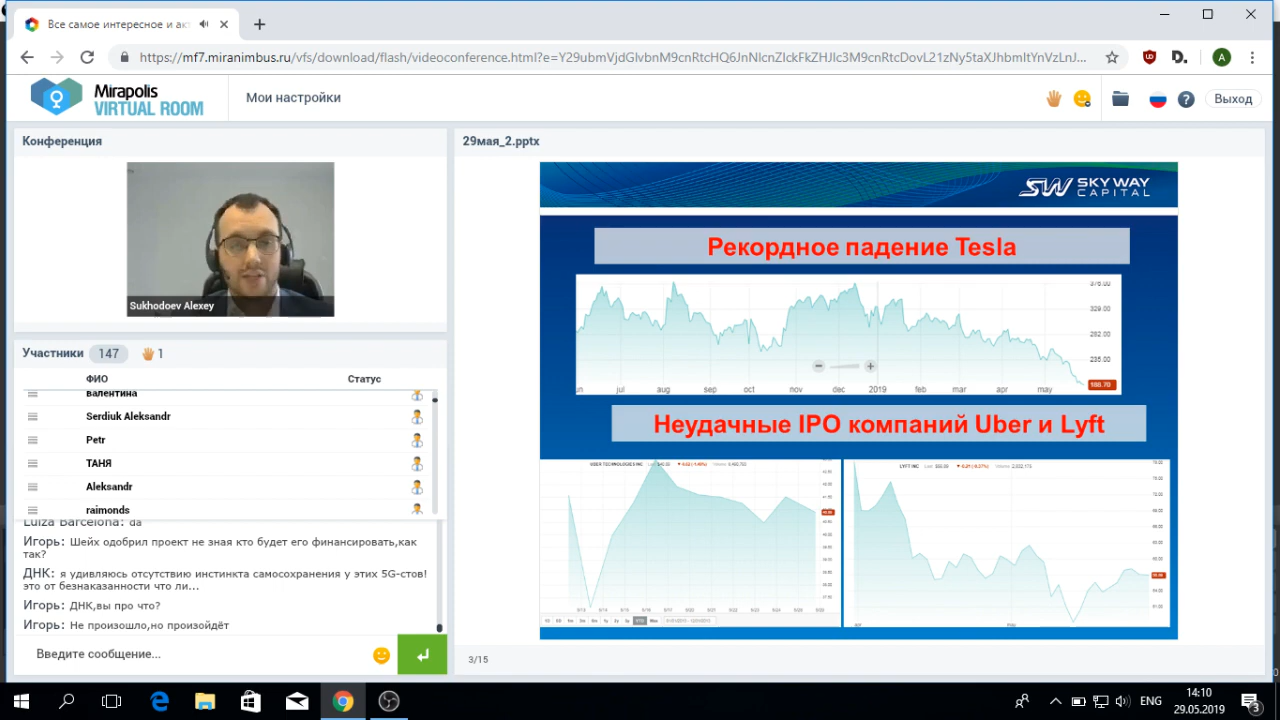 Все самое интересное и ак
https://mf7.miranimbus.ru/vfs/download/flash/videoconference.html?e=Y29ubmVjdGlvbnM9cnRtcHQ6JnNlcnZlckFkZHJlc3M9cnRtcDovL21zNy5taXJhbmltYnVzLnJ...
Mirapolis
VIRTUAL ROOM
Мои настройки
Выход
Конференция
Sukhodoev Alexey
Участники 147 1
ФИО Статус
валентина
Serdiuk Aleksandr
Petr
ТАНЯ
Aleksandr
raimonds
Luiza Barcelona: da
Игорь: Шейх одобрил проект не зная кто будет его финансировать,как
так?
ДНК: я удивляюсь отсутствию инстинкта самосохранения у этих 5G-стов!
это от безнаказанности что ли...
Игорь: ДНК,вы про что?
Игорь: Не произошло,но произойдёт
Введите сообщение...
29мая_2.pptx
SW SKY WAY
CAPITAL
Рекордное падение Tesla
376.00
329.00
282.00
235.00
188.70
jul aug sep oct nov dec 2019 feb mar apr may
Неудачные IPO компаний Uber и Lyft
UBER TECHNOLOGIES INC
LYFT INC
3/15
ENG
14:10
29.05.2019
3